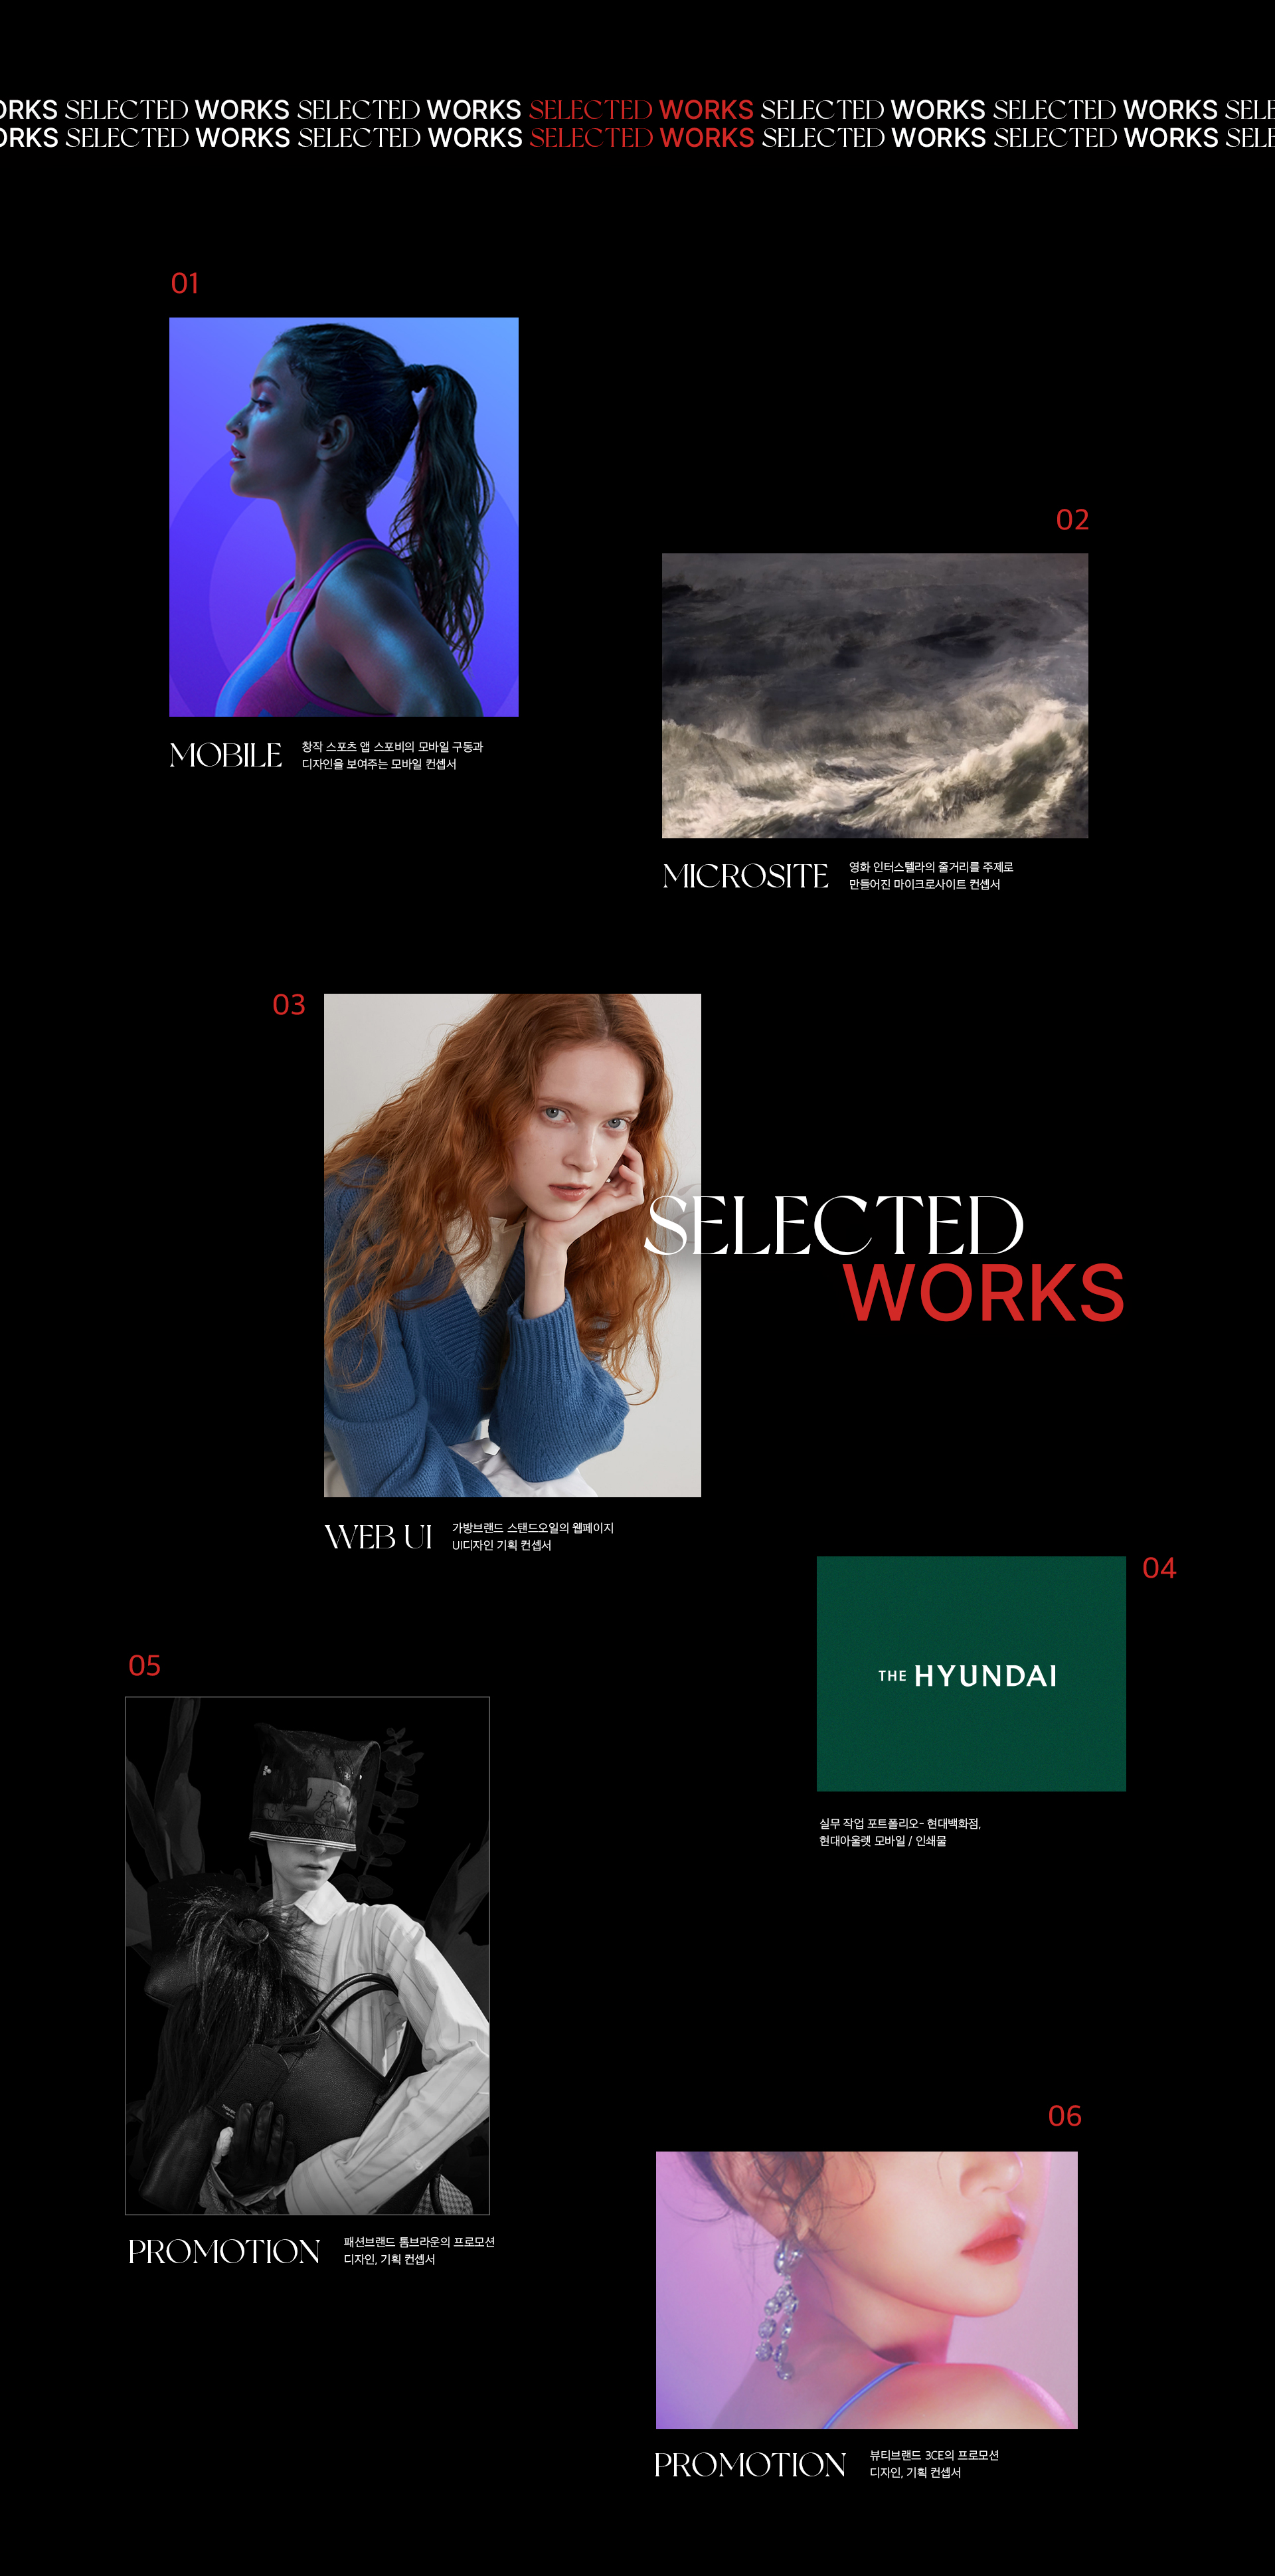 ORKS SELECTED WORKS SELECTED WORKS SELECTED WORKS SELECTED WORKS SELECTED WORKS SELE
ORKS SELECTED WORKS SELECTED WORKS SELECTED WORKS SELECTED WORKS SELECTED WORKS SELE
01
MOBILE
창작 스포츠 앱 스포비의 모바일 구동과
디자인을 보여주는 모바일 컨셉서
02
MICROSITE
영화 인터스텔라의 줄거리를 주제로
만들어진 마이크로사이트 컨셉서
03
SELECTED
WORKS
WEB UI
가방브랜드 스탠드오일의 웹페이지
UI디자인 기획 컨셉서
04
THE HYUNDAI
실무 작업 포트폴리오- 현대백화점,
현대아울렛 모바일 / 인쇄물
05
PROMOTION
패션브랜드 톰브라운의 프로모션
디자인, 기획 컨셉서
06
PROMOTION
뷰티브랜드 3CE의 프로모션
디자인, 기획 컨셉서